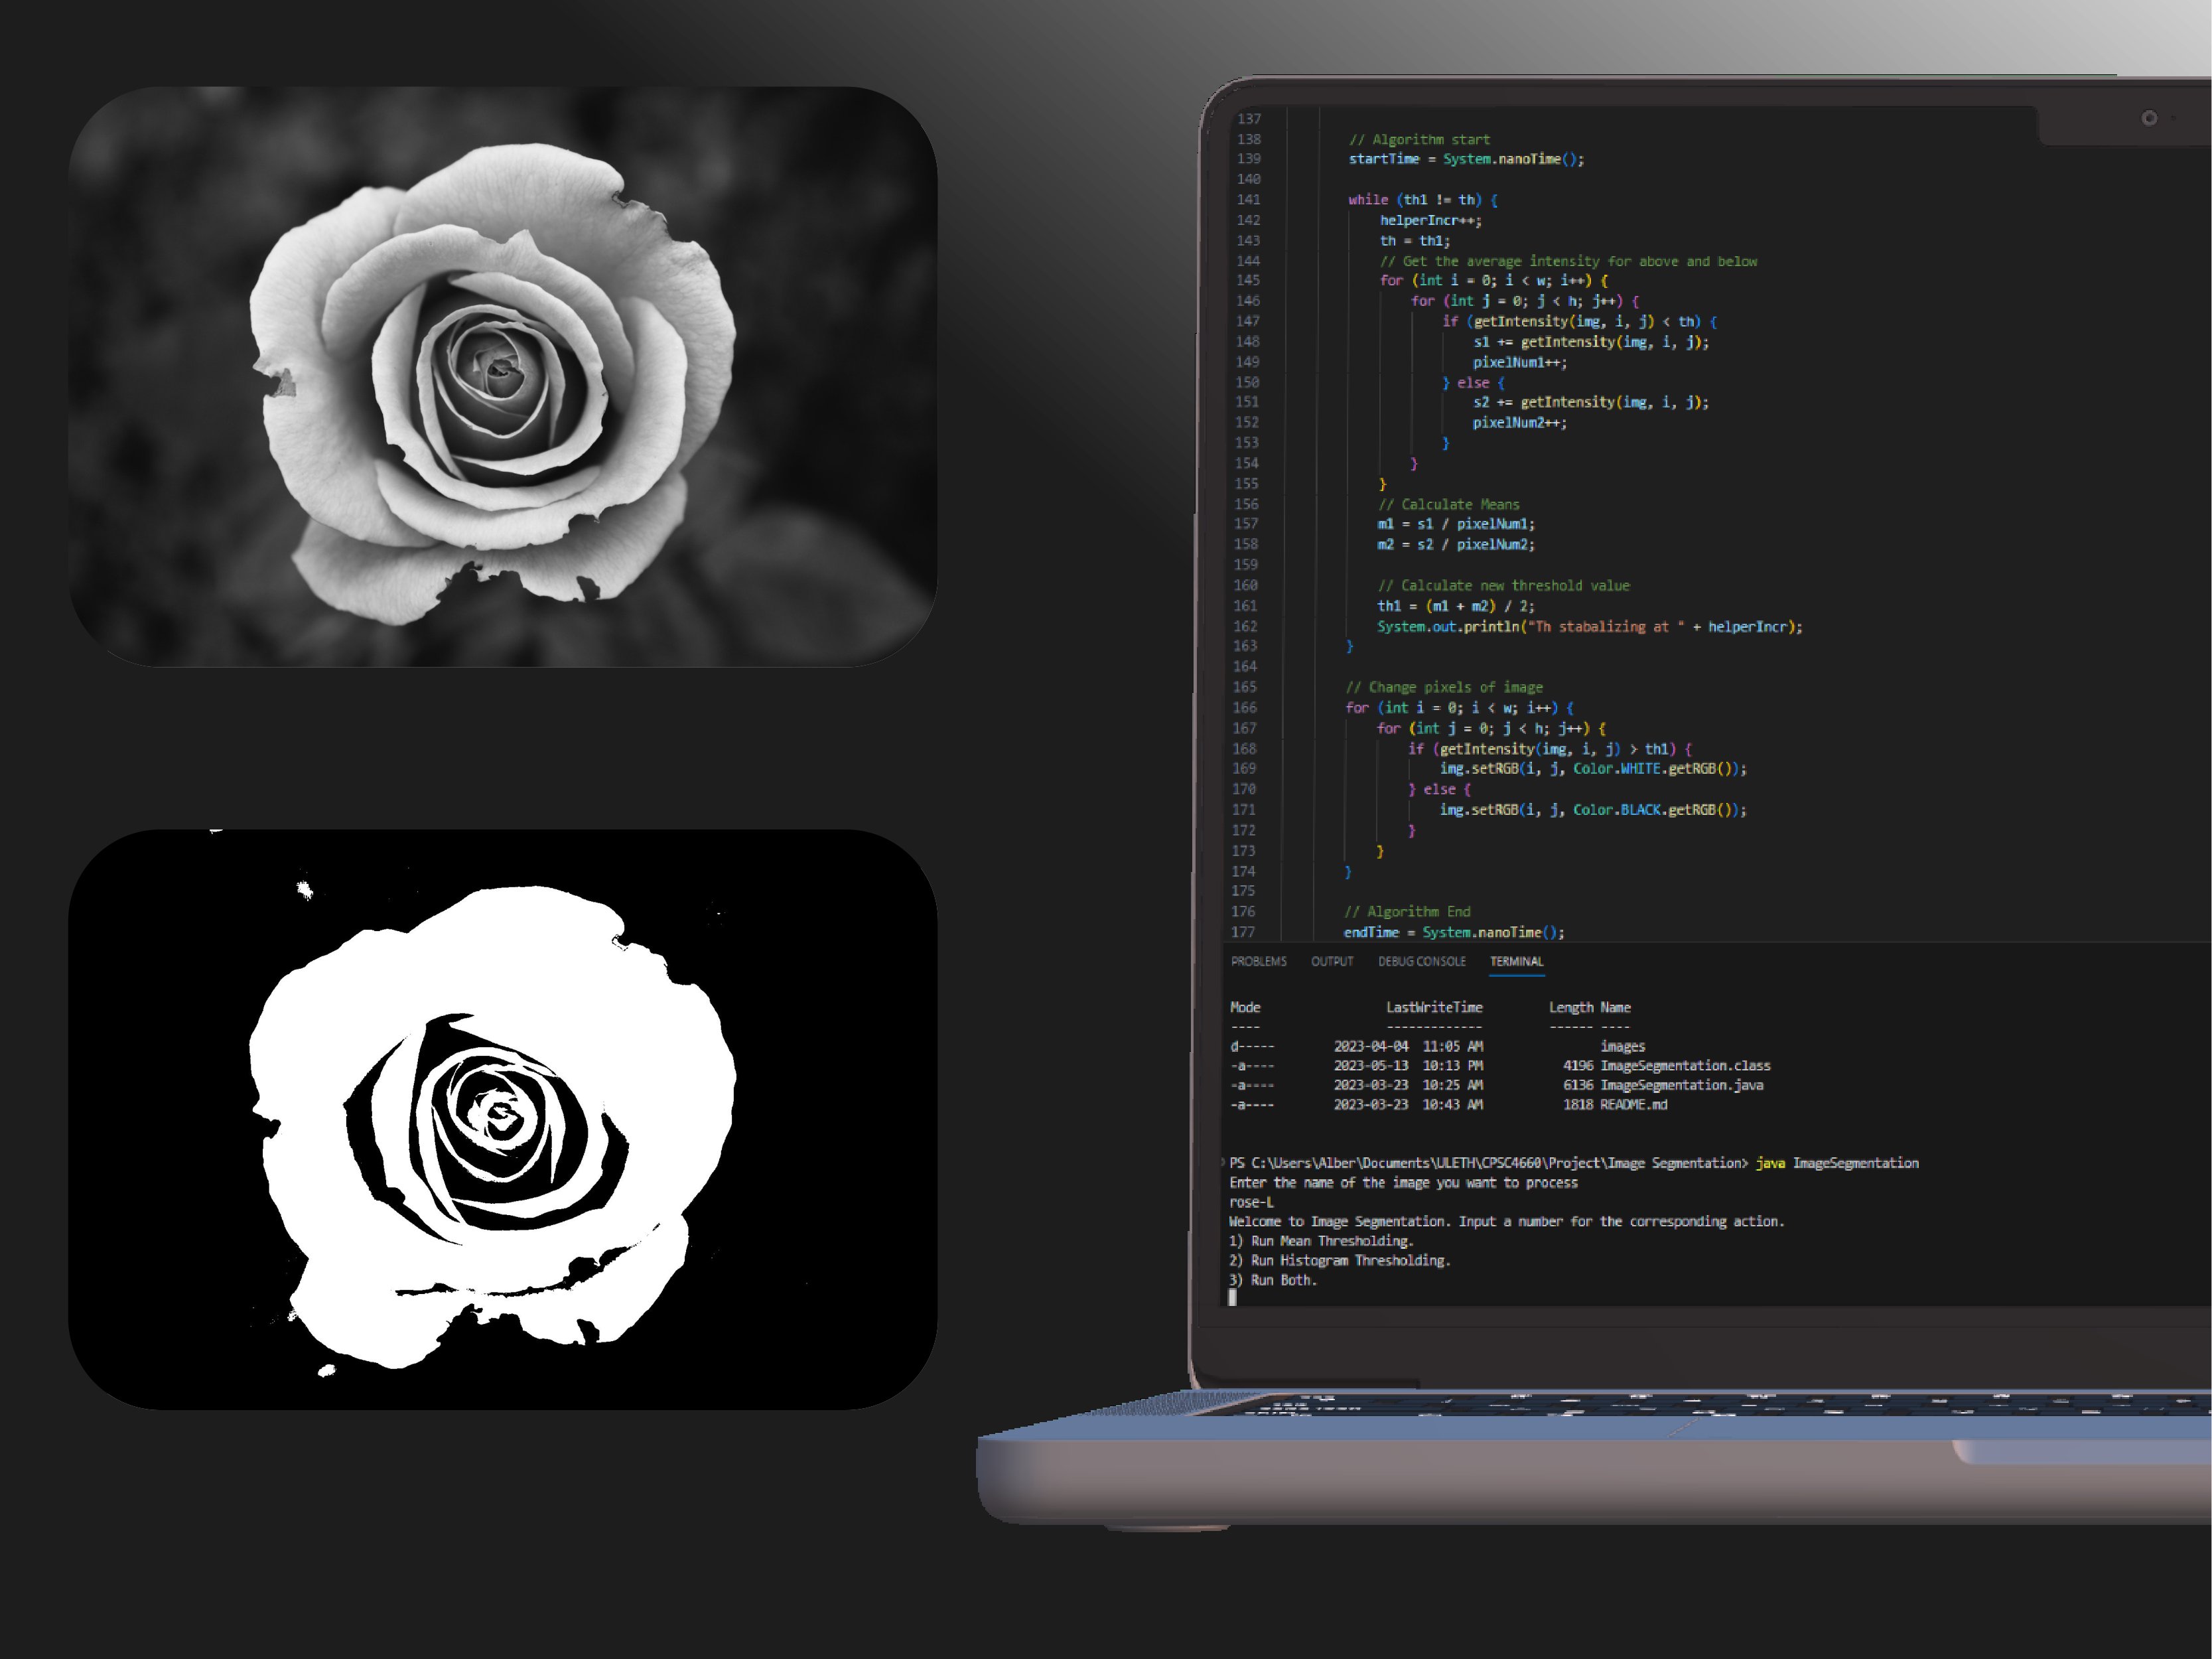 137
138 // Algorithm start
139 startTime = System.nanoTime();
140
141 while (th1 != th) {
142 helperIncr++;
143 th = th1;
144 // Get the average intensity for above and below
145 for (int i = 0; i < w; i++) {
146 for (int j = 0; j < h; j++) {
147 if (getIntensity(img, i, j) < th) {
148 s1 += getIntensity(img, i, j);
149 pixelNum1++;
150 } else {
151 s2 += getIntensity(img, i, j);
152 pixelNum2++;
153 }
154 }
155 }
156 // Calculate Means
157 m1 = s1 / pixelNum1;
158 m2 = s2 / pixelNum2;
159
160 // Calculate new threshold value
161 th1 = (m1 + m2) / 2;
162 System.out.println("Th stabalizing at " + helperIncr);
163 }
164
165 // Change pixels of image
166 for (int i = 0; i < w; i++) {
167 for (int j = 0; j < h; j++) {
168 if (getIntensity(img, i, j) > th1) {
169 img.setRGB(i, j, Color.WHITE.getRGB());
170 } else {
171 img.setRGB(i, j, Color.BLACK.getRGB());
172 }
173 }
174 }
175
176 // Algorithm End
177 endTime = System.nanoTime();
PROBLEMS OUTPUT DEBUG CONSOLE TERMINAL
Mode LastWriteTime Length Name
---- ------------- ------ ----
d----- 2023-04-04 11:05 AM images
-a---- 2023-05-13 10:13 PM 4196 ImageSegmentation.class
-a---- 2023-03-23 10:25 AM 6136 ImageSegmentation.java
-a---- 2023-03-23 10:43 AM 1818 README.md
PS C:\Users\Alber\Documents\ULETH\CPSC4660\Project\Image Segmentation> java ImageSegmentation
Enter the name of the image you want to process
rose-L
Welcome to Image Segmentation. Input a number for the corresponding action.
1) Run Mean Thresholding.
2) Run Histogram Thresholding.
3) Run Both.